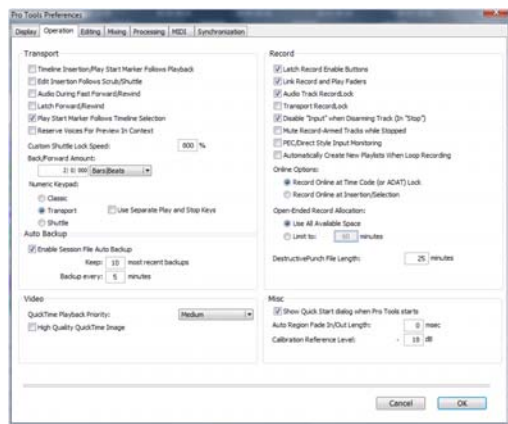 Pro Tools Preferences
Display Operation Editing Mixing Processing MIDI Synchronization
Transport
Timeline Insertion/Play Start Marker Follows Playback
Edit Insertion Follows Scrub/Shuttle
Audio During Fast Forward/Rewind
Latch Forward/Rewind
Play Start Marker Follows Timeline Selection
Reserve Voices For Preview In Context
Custom Shuttle Lock Speed: 800 %
Back/Forward Amount:
2| 0| 000 Bars|Beats
Numeric Keypad:
Classic
Transport Use Separate Play and Stop Keys
Shuttle
Auto Backup
Enable Session File Auto Backup
Keep: 10 most recent backups
Backup every: 5 minutes
Video
QuickTime Playback Priority: Medium
High Quality QuickTime Image
Record
Latch Record Enable Buttons
Link Record and Play Faders
Audio Track RecordLock
Transport RecordLock
Disable "Input" when Disarming Track (In "Stop")
Mute Record-Armed Tracks while Stopped
PEC/Direct Style Input Monitoring
Automatically Create New Playlists When Loop Recording
Online Options:
Record Online at Time Code (or ADAT) Lock
Record Online at Insertion/Selection
Open-Ended Record Allocation:
Use All Available Space
Limit to: 60 minutes
DestructivePunch File Length: 25 minutes
Misc
Show Quick Start dialog when Pro Tools starts
Auto Region Fade In/Out Length: 0 msec
Calibration Reference Level: - 18 dB
Cancel OK